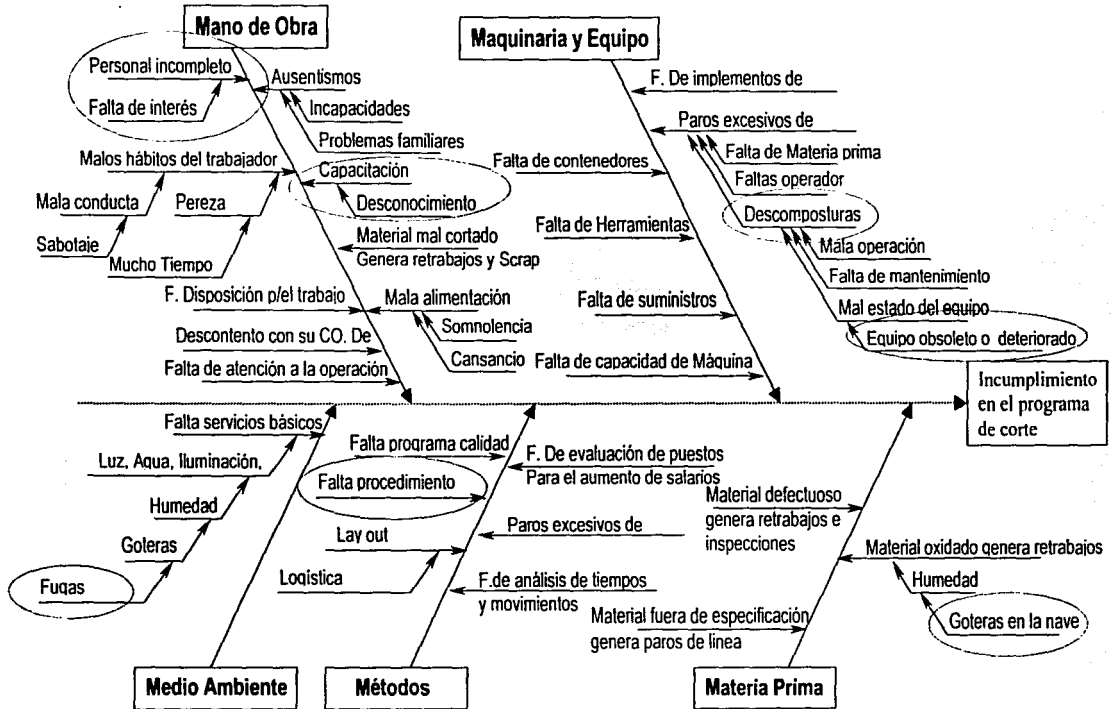 Mano de Obra
Maquinaria y Equipo
Personal incompleto
Falta de interés
Ausentismos
Incapacidades
Problemas familiares
Malos hábitos del trabajador
Mala conducta
Pereza
Sabotaje
Mucho Tiempo
Capacitación
Desconocimiento
Material mal cortado
Genera retrabajos y Scrap
F. Disposición p/el trabajo
Mala alimentación
Somnolencia
Cansancio
Descontento con su CO. De
Falta de atención a la operación
F. De implementos de
Paros excesivos de
Falta de Materia prima
Faltas operador
Descomposturas
Mala operación
Falta de mantenimiento
Mal estado del equipo
Equipo obsoleto o deteriorado
Falta de contenedores
Falta de Herramientas
Falta de suministros
Falta de capacidad de Máquina
Incumplimiento
en el programa
de corte
Falta servicios básicos
Luz, Agua, Iluminación,
Humedad
Goteras
Fugas
Falta programa calidad
Falta procedimiento
Lay out
Logística
F. De evaluación de puestos
Para el aumento de salarios
Paros excesivos de
F.de análisis de tiempos
y movimientos
Material defectuoso
genera retrabajos e
inspecciones
Material fuera de especificación
genera paros de línea
Material oxidado genera retrabajos
Humedad
Goteras en la nave
Medio Ambiente
Métodos
Materia Prima